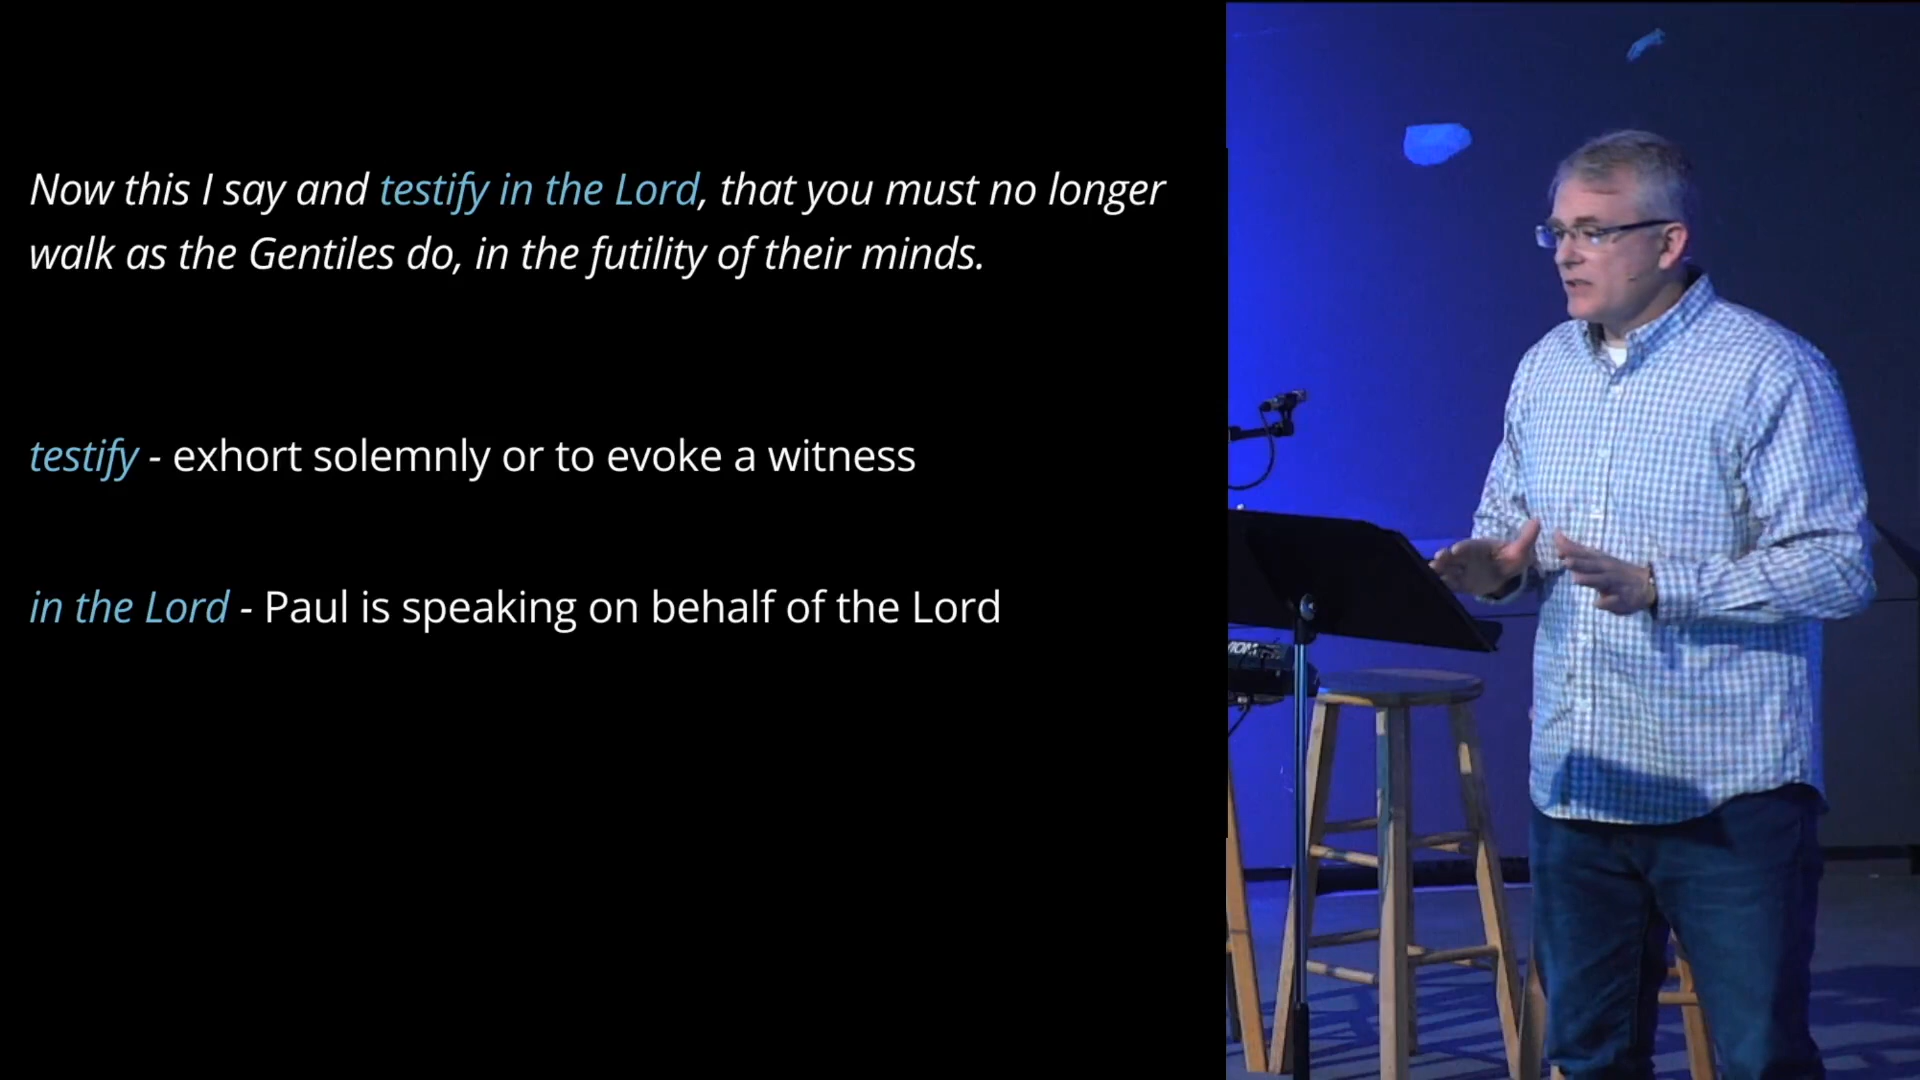 Now this I say and testify in the Lord, that you must no longer
walk as the Gentiles do, in the futility of their minds.
testify - exhort solemnly or to evoke a witness
in the Lord - Paul is speaking on behalf of the Lord